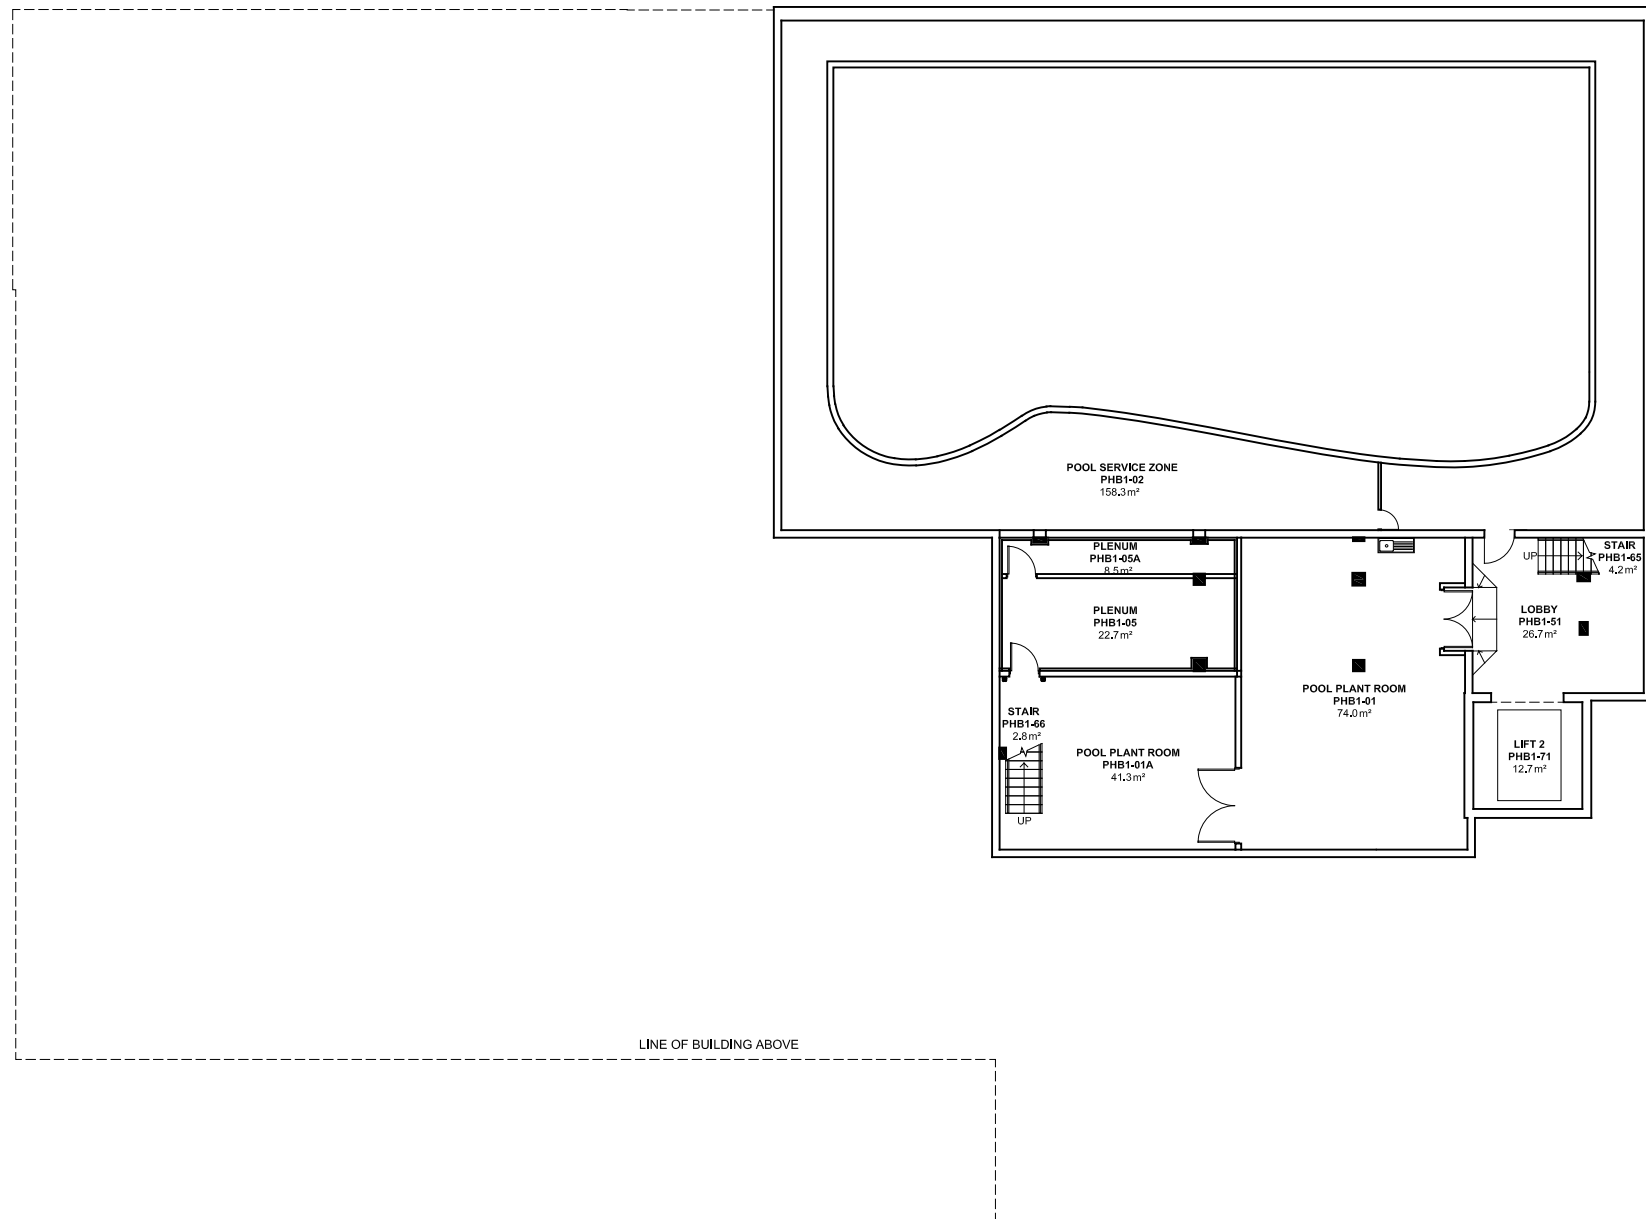 POOL SERVICE ZONE
PHB1-02
158.3m²
PLENUM
PHB1-05A
8.5m²
UP
STAIR
PHB1-65
4.2m²
PLENUM
PHB1-05
22.7m²
LOBBY
PHB1-51
26.7m²
POOL PLANT ROOM
PHB1-01
74.0m²
STAIR
PHB1-66
2.8m²
POOL PLANT ROOM
PHB1-01A
41.3m²
LIFT 2
PHB1-71
12.7m²
UP
LINE OF BUILDING ABOVE